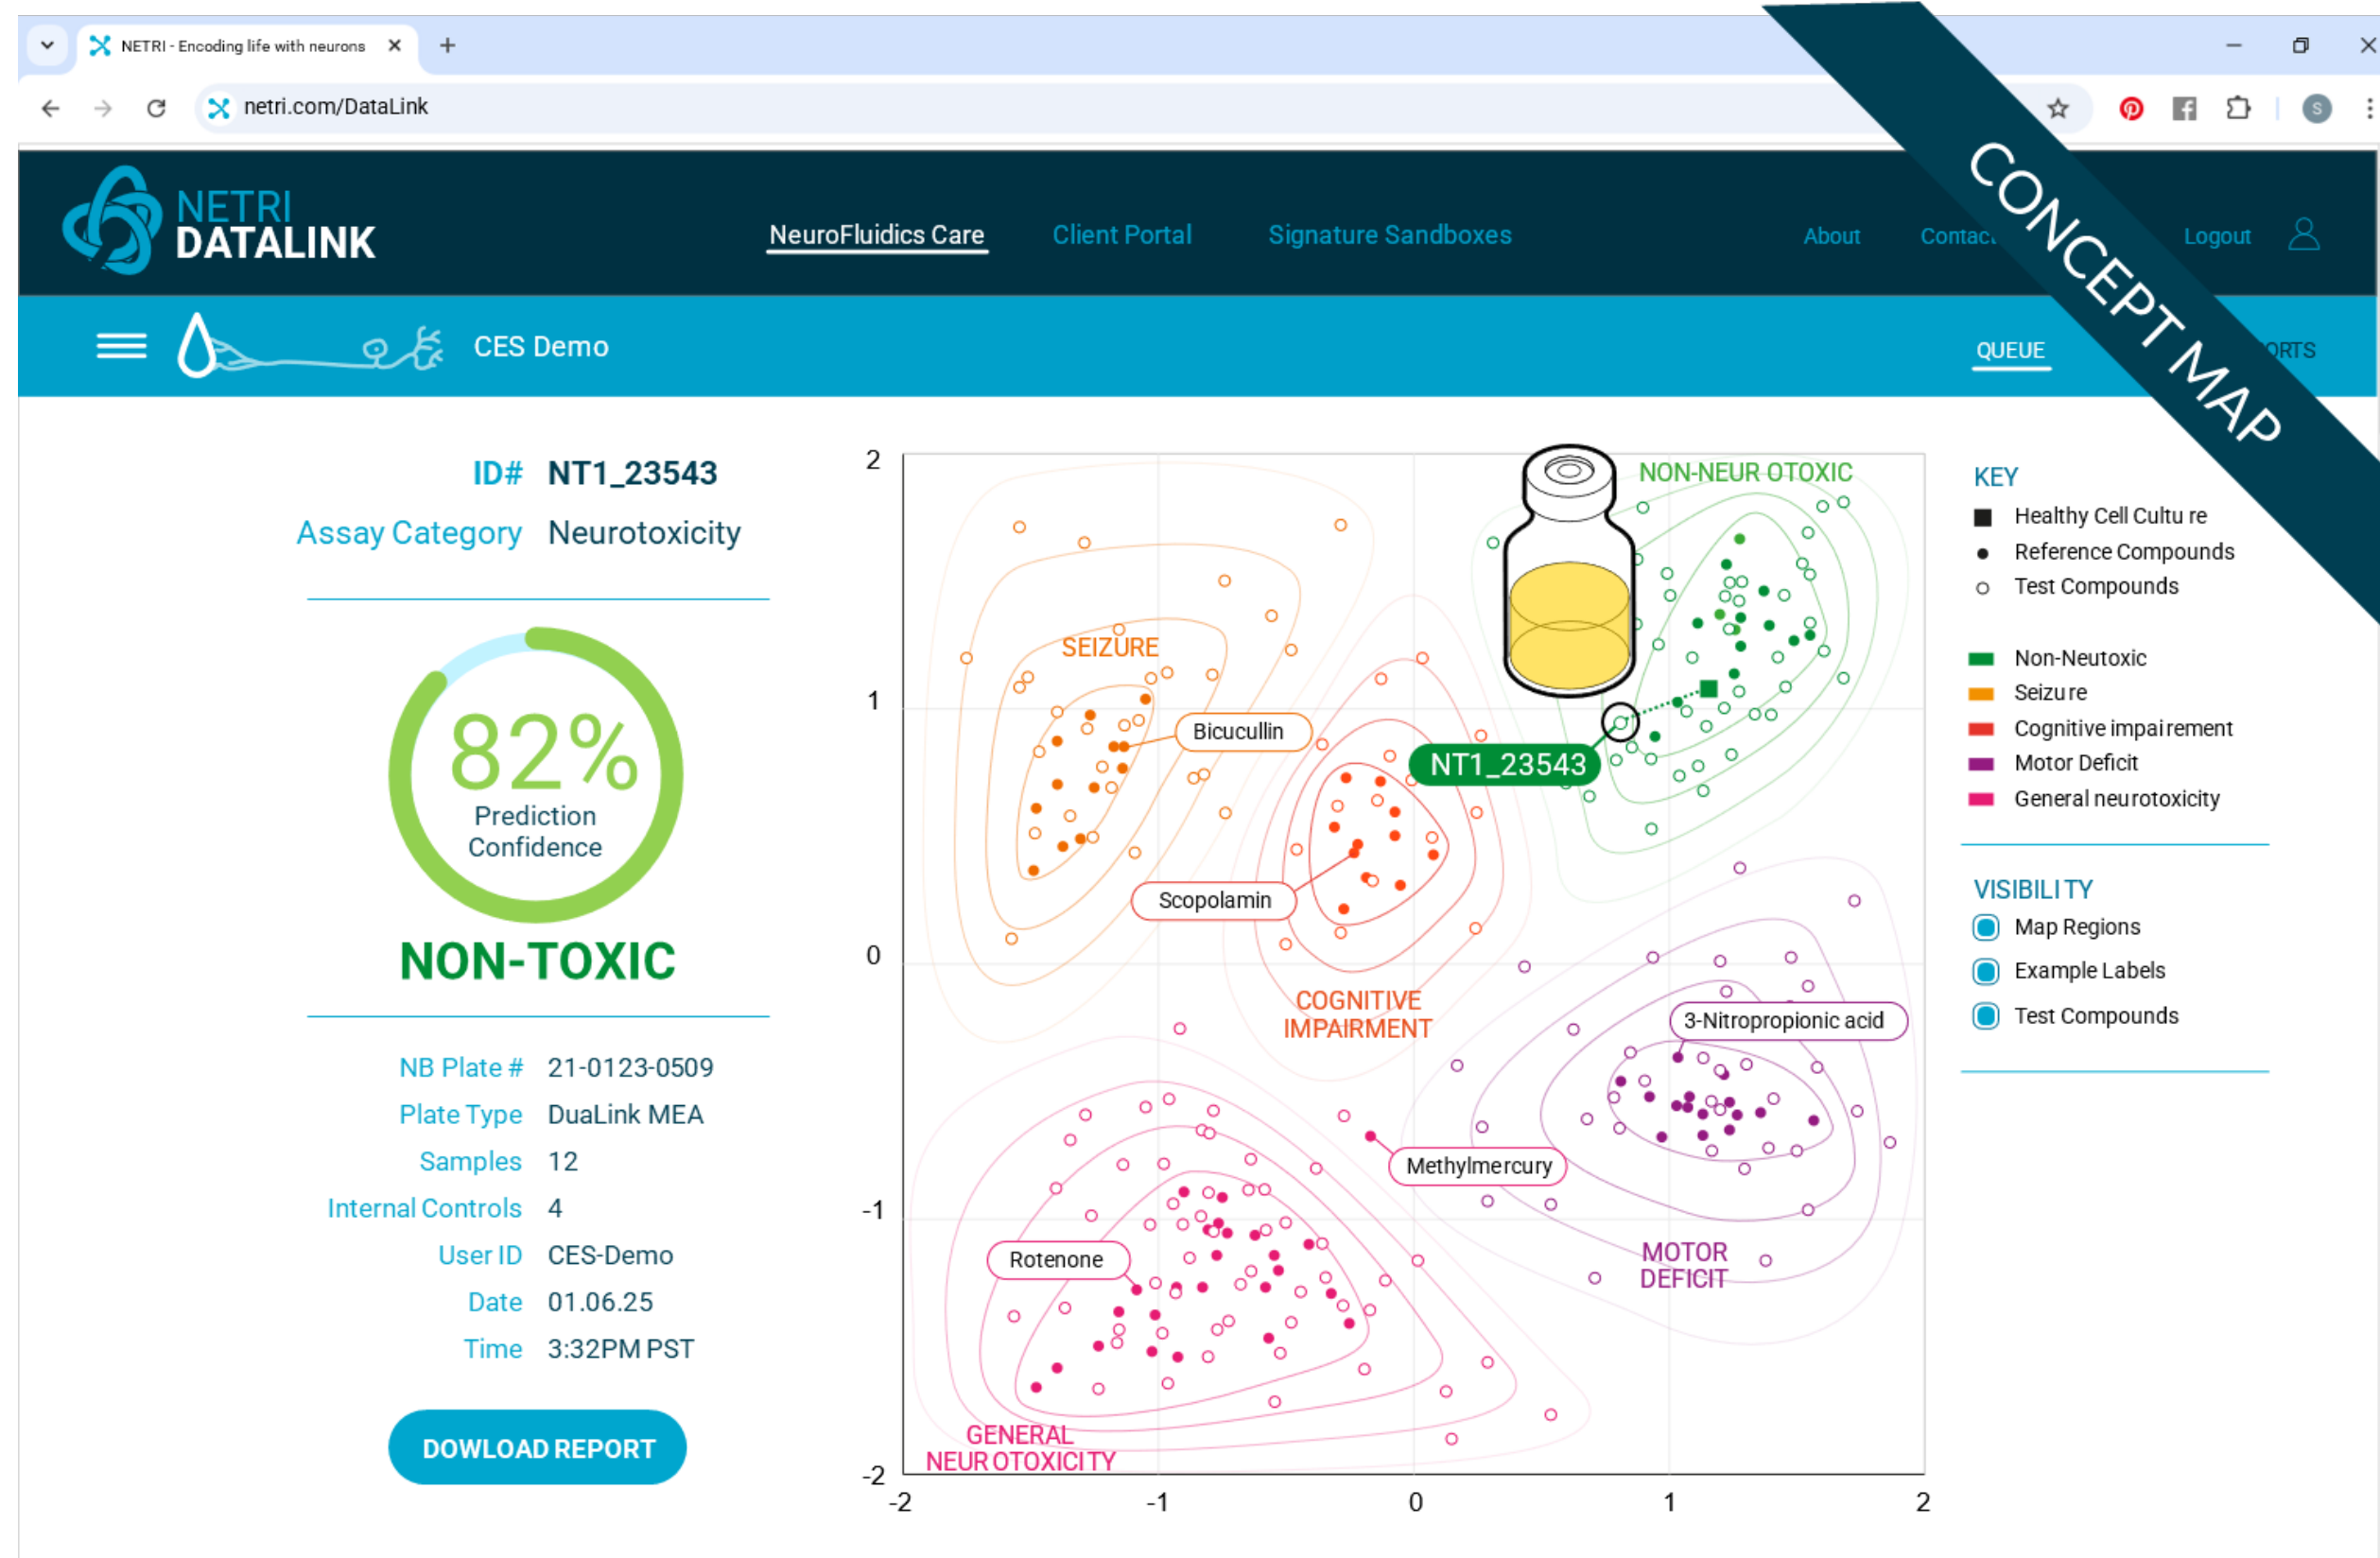 NETRI - Encoding life with neurons
netri.com/DataLink
S
NETRI
DATALINK
NeuroFluidics Care
Client Portal
Signature Sandboxes
About
Contac
Logout
CONCEPT MAP
CES Demo
QUEUE
ORTS
ID# NT1_23543
Assay Category Neurotoxicity
82%
Prediction
Confidence
NON-TOXIC
NB Plate # 21-0123-0509
Plate Type DuaLink MEA
Samples 12
Internal Controls 4
User ID CES-Demo
Date 01.06.25
Time 3:32PM PST
DOWLOAD REPORT
2
1
0
-1
-2
-2
-1
0
1
2
NON-NEUR OTOXIC
SEIZURE
Bicucullin
NT1_23543
Scopolamin
COGNITIVE
IMPAIRMENT
3-Nitropropionic acid
Methylmercury
Rotenone
MOTOR
DEFICIT
GENERAL
NEUR OTOXICITY
KEY
Healthy Cell Cultu re
Reference Compounds
Test Compounds
Non-Neutoxic
Seizure
Cognitive impairement
Motor Deficit
General neurotoxicity
VISIBILITY
Map Regions
Example Labels
Test Compounds